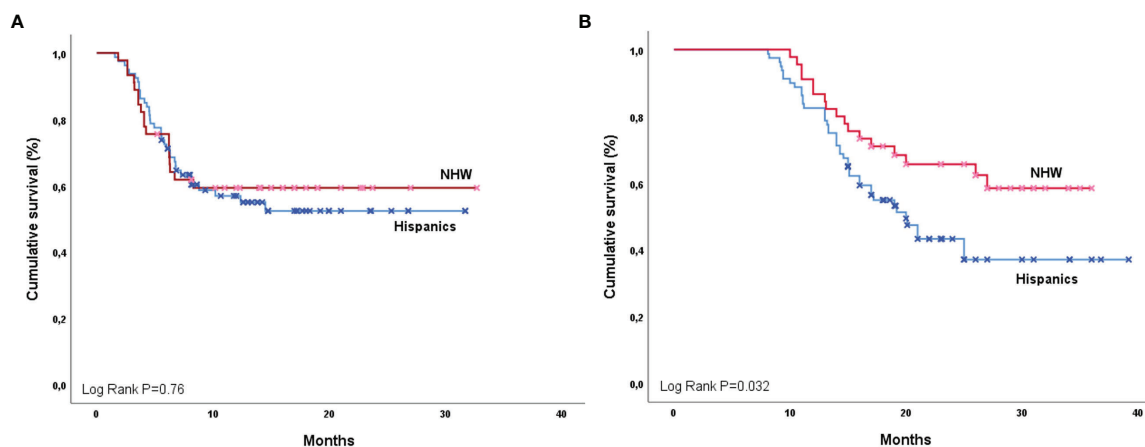 A
Cumulative survival (%)
1,0
0,8
0,6
0,4
0,2
0,0
NHW
Hispanics
Log Rank P=0.76
0 10 20 30 40
Months
B
Cumulative survival (%)
1,0
0,8
0,6
0,4
0,2
0,0
NHW
Hispanics
Log Rank P=0.032
0 10 20 30 40
Months